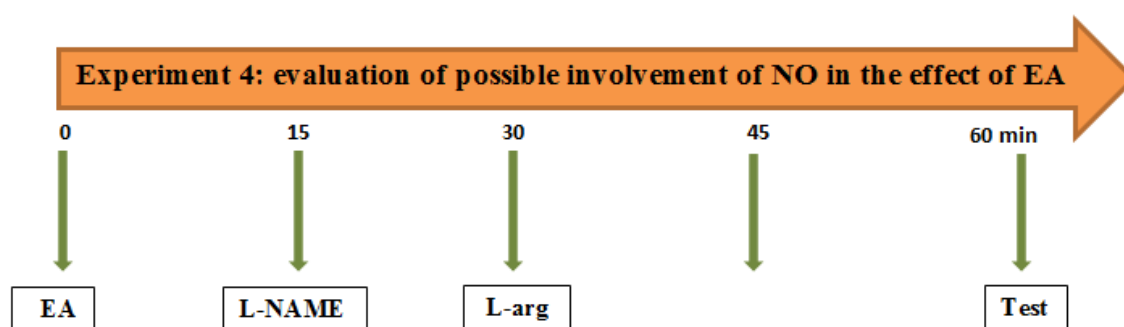 Experiment 4: evaluation of possible involvement of NO in the effect of EA
0 15 30 45 60 min
EA L-NAME L-arg Test